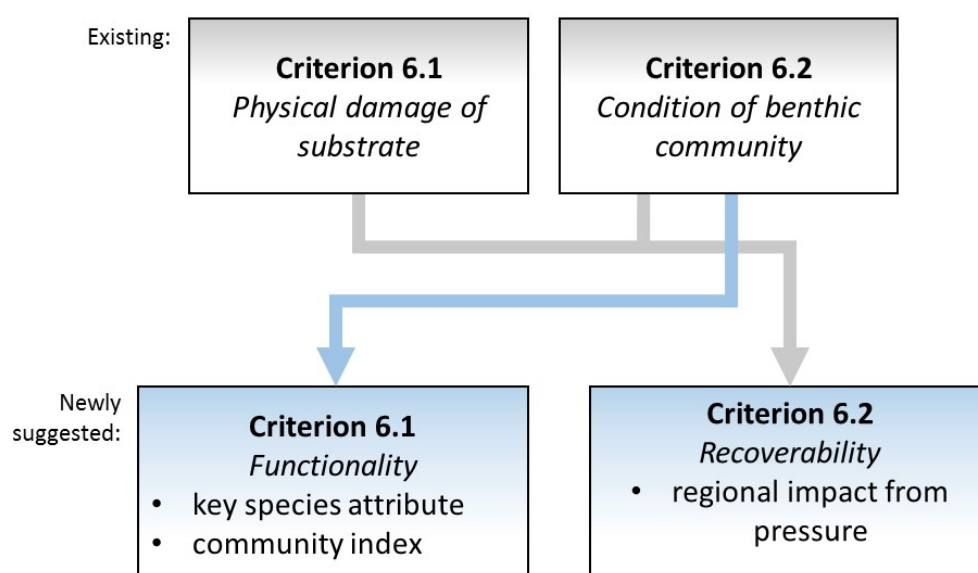 Existing:
Criterion 6.1
Physical damage of
substrate
Criterion 6.2
Condition of benthic
community
Newly
suggested:
Criterion 6.1
Functionality
• key species attribute
• community index
Criterion 6.2
Recoverability
• regional impact from
pressure